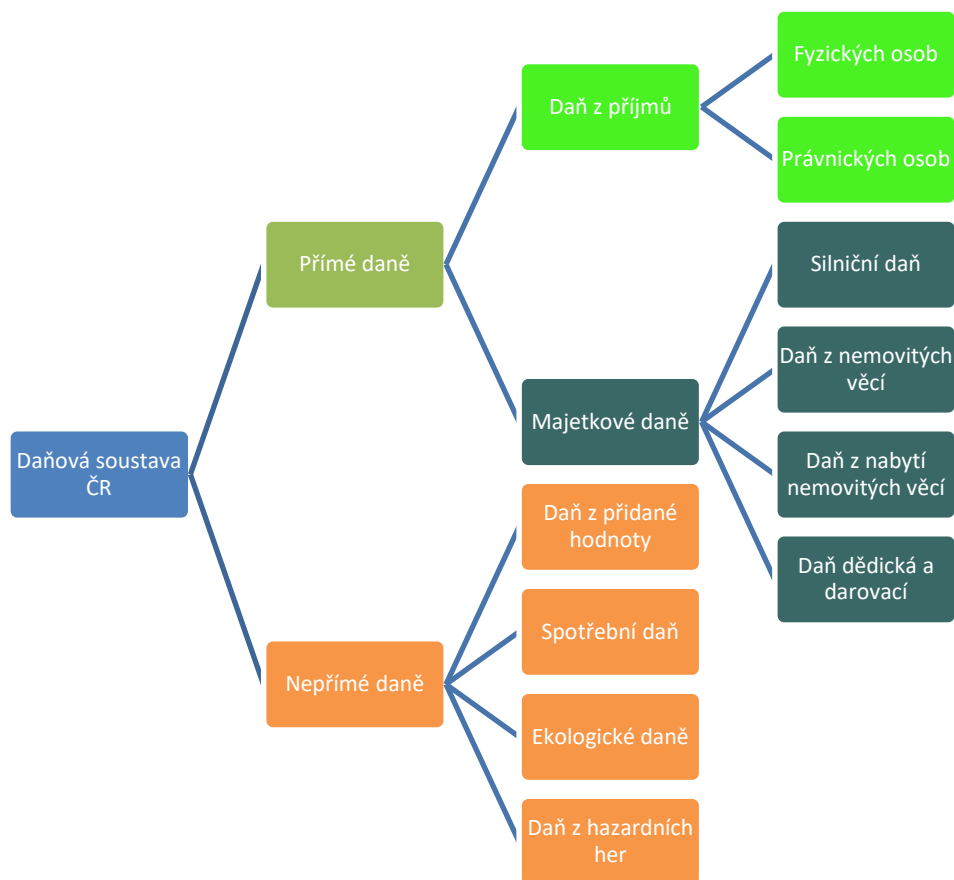 Daňová soustava
ČR
Přímé daně
Daň z příjmů
Fyzických osob
Právnických osob
Majetkové daně
Silniční daň
Daň z nemovitých
věcí
Daň z nabytí
nemovitých věcí
Daň dědická a
darovací
Nepřímé daně
Daň z přidané
hodnoty
Spotřební daň
Ekologické daně
Daň z hazardních
her